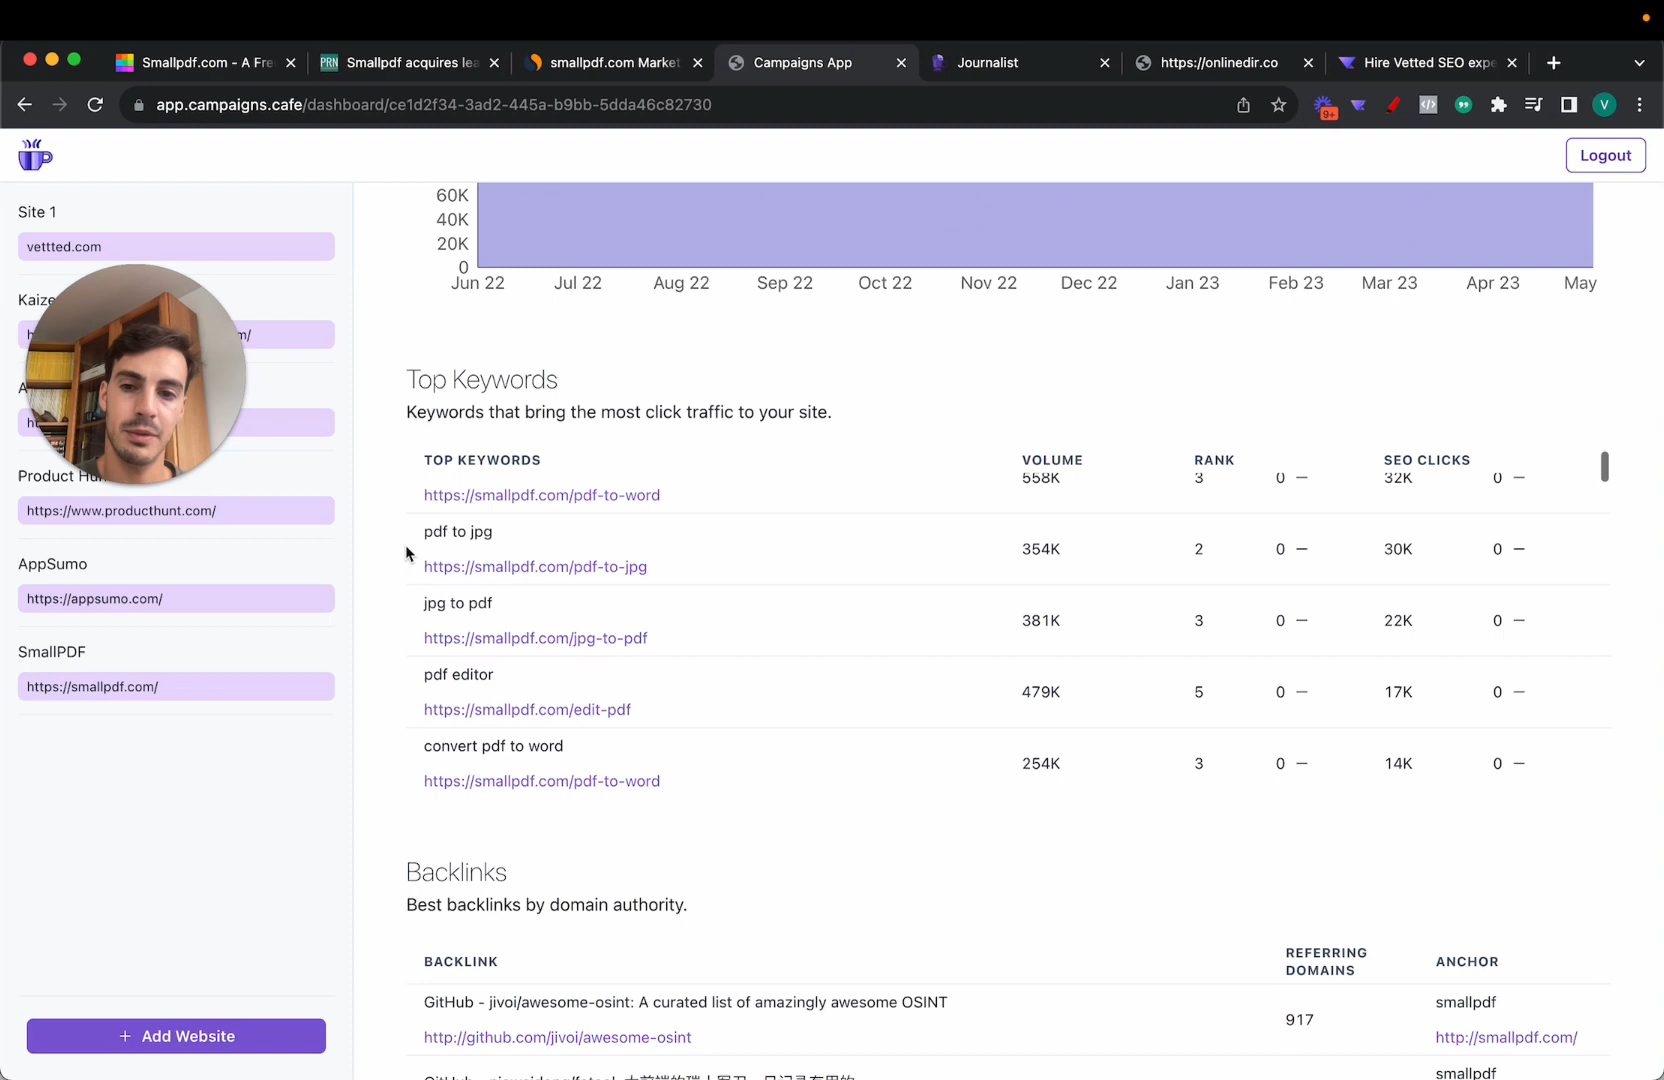 Smallpdf.com - A Fre
Smallpdf acquires lea
smallpdf.com Market
Campaigns App
Journalist
https://onlinedir.co
Hire Vetted SEO expe
app.campaigns.cafe/dashboard/ce1d2f34-3ad2-445a-b9bb-5dda46c82730
9+
V
Logout
Site 1
vettted.com
Kaize
m/
A
Product Hun
https://www.producthunt.com/
AppSumo
https://appsumo.com/
SmallPDF
https://smallpdf.com/
+ Add Website
60K
40K
20K
0
Jun 22 Jul 22 Aug 22 Sep 22 Oct 22 Nov 22 Dec 22 Jan 23 Feb 23 Mar 23 Apr 23 May
Top Keywords
Keywords that bring the most click traffic to your site.
TOP KEYWORDS VOLUME RANK SEO CLICKS
558K 3 0 — 32K 0 —
https://smallpdf.com/pdf-to-word
pdf to jpg
354K 2 0 — 30K 0 —
https://smallpdf.com/pdf-to-jpg
jpg to pdf
381K 3 0 — 22K 0 —
https://smallpdf.com/jpg-to-pdf
pdf editor
479K 5 0 — 17K 0 —
https://smallpdf.com/edit-pdf
convert pdf to word
254K 3 0 — 14K 0 —
https://smallpdf.com/pdf-to-word
Backlinks
Best backlinks by domain authority.
BACKLINK REFERRING DOMAINS ANCHOR
GitHub - jivoi/awesome-osint: A curated list of amazingly awesome OSINT smallpdf
917
http://github.com/jivoi/awesome-osint http://smallpdf.com/
smallpdf